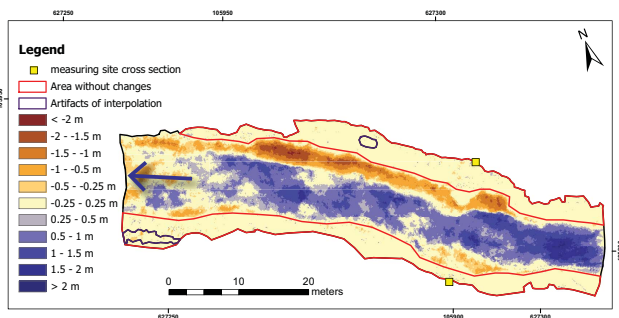 627250 105950 627300
N
Legend
measuring site cross section
Area without changes
Artifacts of interpolation
< -2 m
-2 - -1.5 m
-1.5 - -1 m
-1 - -0.5 m
-0.5 - -0.25 m
-0.25 - 0.25 m
0.25 - 0.5 m
0.5 - 1 m
1 - 1.5 m
1.5 - 2 m
> 2 m
0 10 20
meters
627250 105900 627300